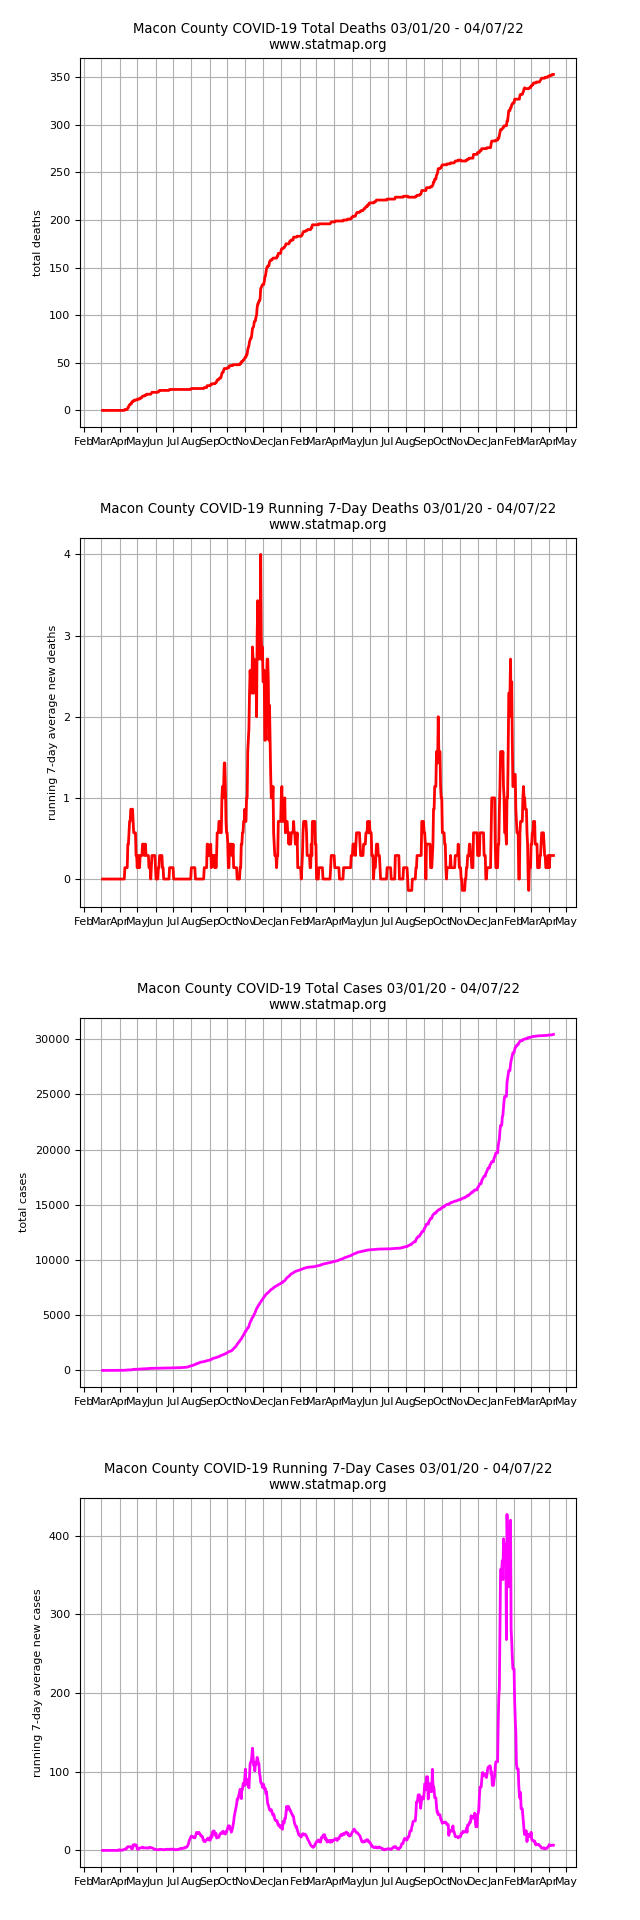 Macon County COVID-19 Total Deaths 03/01/20 - 04/07/22
www.statmap.org
350
300
250
200
150
100
50
0
total deaths
Feb Mar Apr May Jun Jul Aug Sep Oct Nov Dec Jan Feb Mar Apr May Jun Jul Aug Sep Oct Nov Dec Jan Feb Mar Apr May
Macon County COVID-19 Running 7-Day Deaths 03/01/20 - 04/07/22
www.statmap.org
4
3
2
1
0
running 7-day average new deaths
Feb Mar Apr May Jun Jul Aug Sep Oct Nov Dec Jan Feb Mar Apr May Jun Jul Aug Sep Oct Nov Dec Jan Feb Mar Apr May
Macon County COVID-19 Total Cases 03/01/20 - 04/07/22
www.statmap.org
30000
25000
20000
15000
10000
5000
0
total cases
Feb Mar Apr May Jun Jul Aug Sep Oct Nov Dec Jan Feb Mar Apr May Jun Jul Aug Sep Oct Nov Dec Jan Feb Mar Apr May
Macon County COVID-19 Running 7-Day Cases 03/01/20 - 04/07/22
www.statmap.org
400
300
200
100
0
running 7-day average new cases
Feb Mar Apr May Jun Jul Aug Sep Oct Nov Dec Jan Feb Mar Apr May Jun Jul Aug Sep Oct Nov Dec Jan Feb Mar Apr May